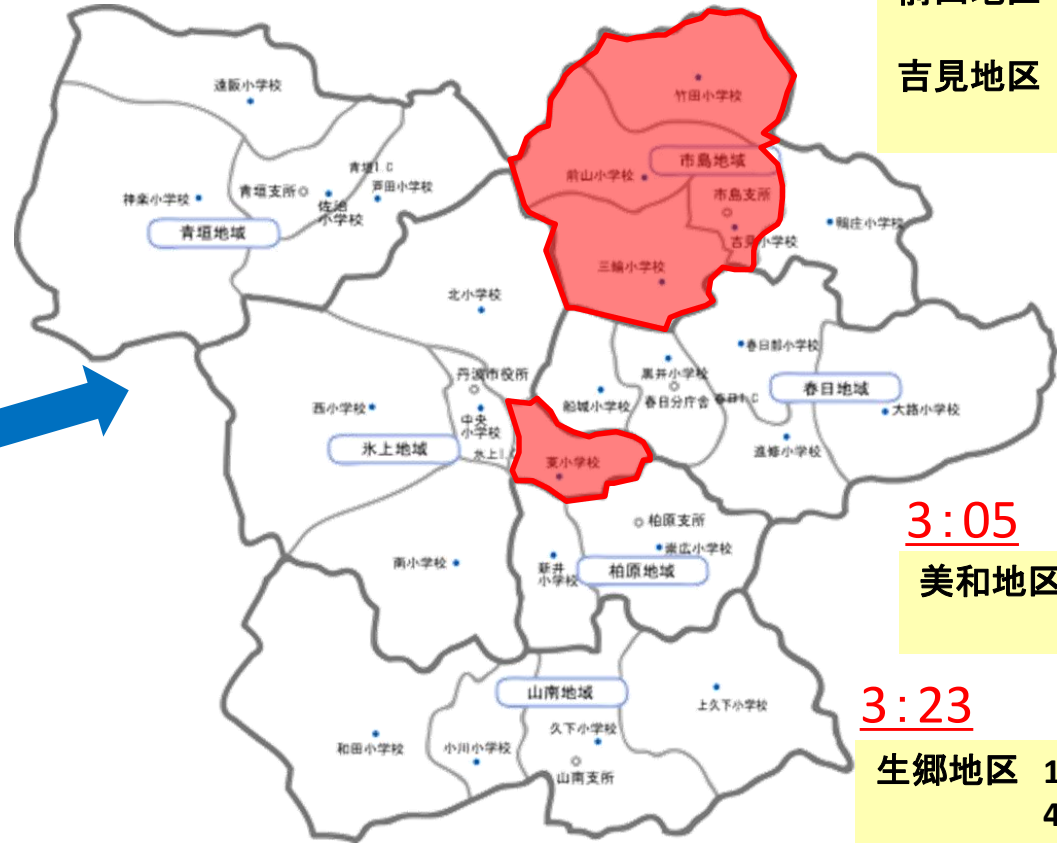 前山地区
吉見地区
遠阪小学校
竹田小学校
青垣I.C
市島地域
神楽小学校
青垣支所
芦田小学校
前山小学校
佐治
小学校
市島支所
青垣地域
鴨庄小学校
吉見小学校
三輪小学校
北小学校
春日部小学校
丹波市役所
黒井小学校
春日地域
西小学校
船城小学校
春日分庁舎
春日I.C
大路小学校
中央
小学校
氷上地域
氷上I.C
東小学校
進修小学校
3:05
柏原支所
崇広小学校
南小学校
新井
小学校
柏原地域
美和地区
山南地域
上久下小学校
3:23
久下小学校
和田小学校
小川小学校
山南支所
生郷地区 1
4